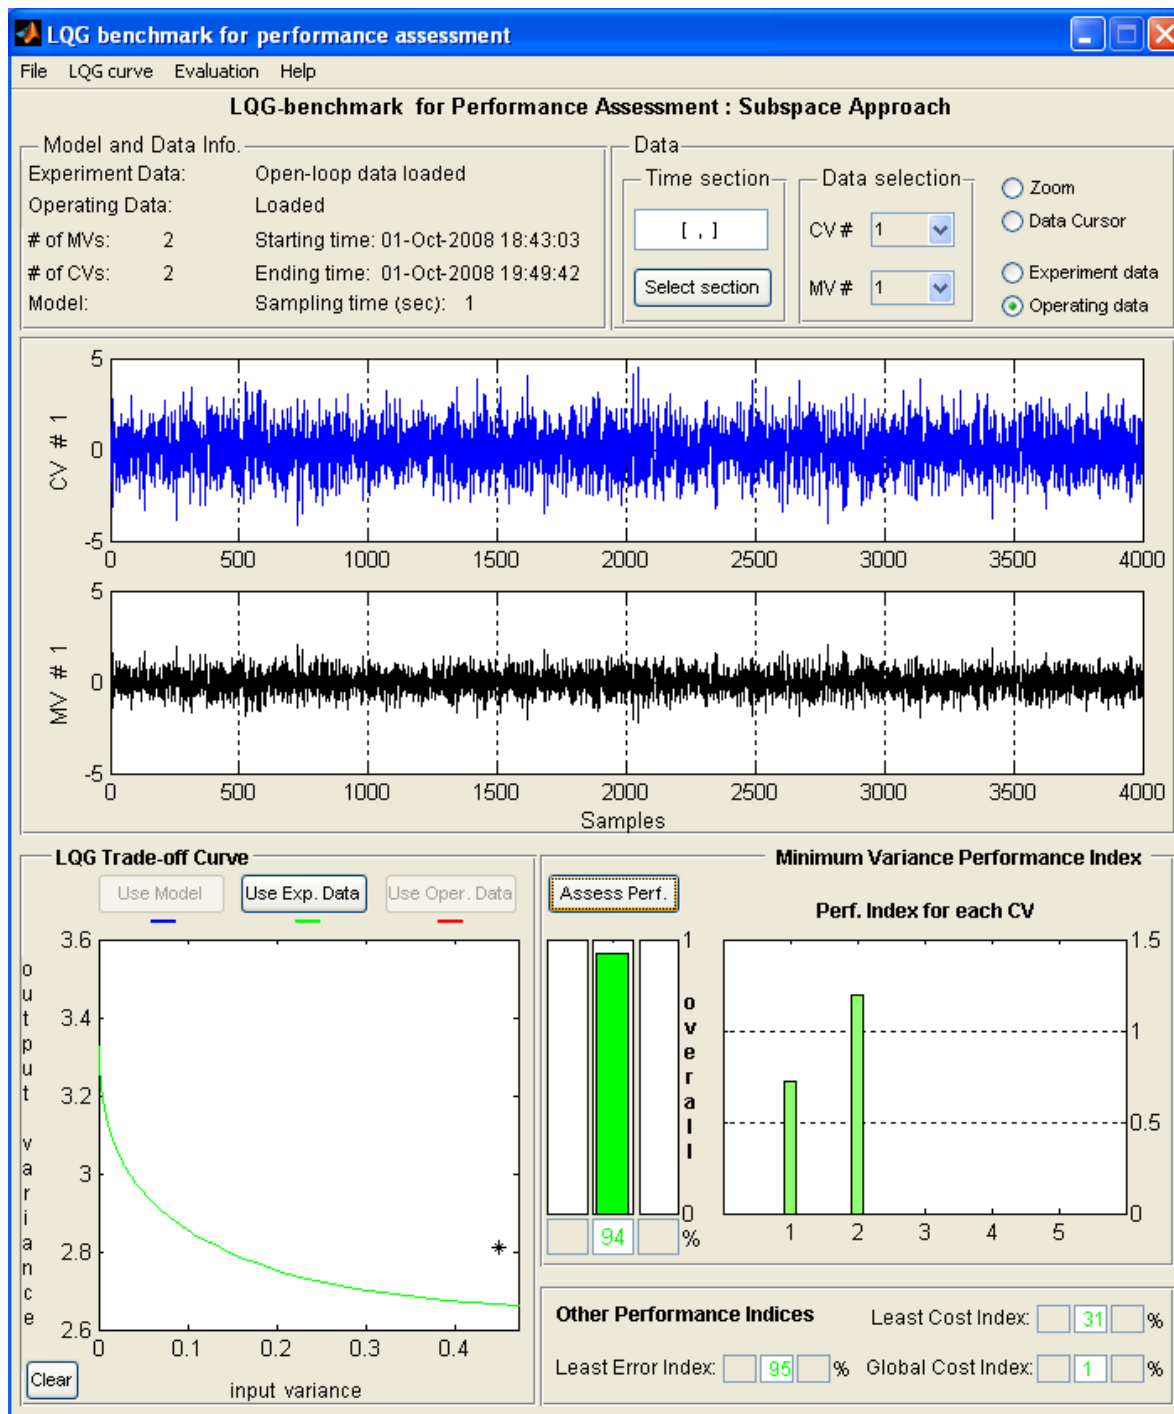 LQG benchmark for performance assessment
File LQG curve Evaluation Help
LQG-benchmark for Performance Assessment : Subspace Approach
Model and Data Info.
Experiment Data: Open-loop data loaded
Operating Data: Loaded
# of MVs: 2 Starting time: 01-Oct-2008 18:43:03
# of CVs: 2 Ending time: 01-Oct-2008 19:49:42
Model: Sampling time (sec): 1
Data
Time section
[ , ]
Select section
Data selection
CV # 1
MV # 1
Zoom
Data Cursor
Experiment data
Operating data
CV # 1
5
0
-5
0 500 1000 1500 2000 2500 3000 3500 4000
MV # 1
5
0
-5
0 500 1000 1500 2000 2500 3000 3500 4000
Samples
LQG Trade-off Curve
Use Model Use Exp. Data Use Oper. Data
output variance
3.6
3.4
3.2
3
2.8
2.6
0 0.1 0.2 0.3 0.4
input variance
Clear
Minimum Variance Performance Index
Assess Perf.
1
overall
0
94 %
Perf. Index for each CV
1.5
1
0.5
0
1 2 3 4 5
Other Performance Indices
Least Cost Index: 31 %
Least Error Index: 95 % Global Cost Index: 1 %